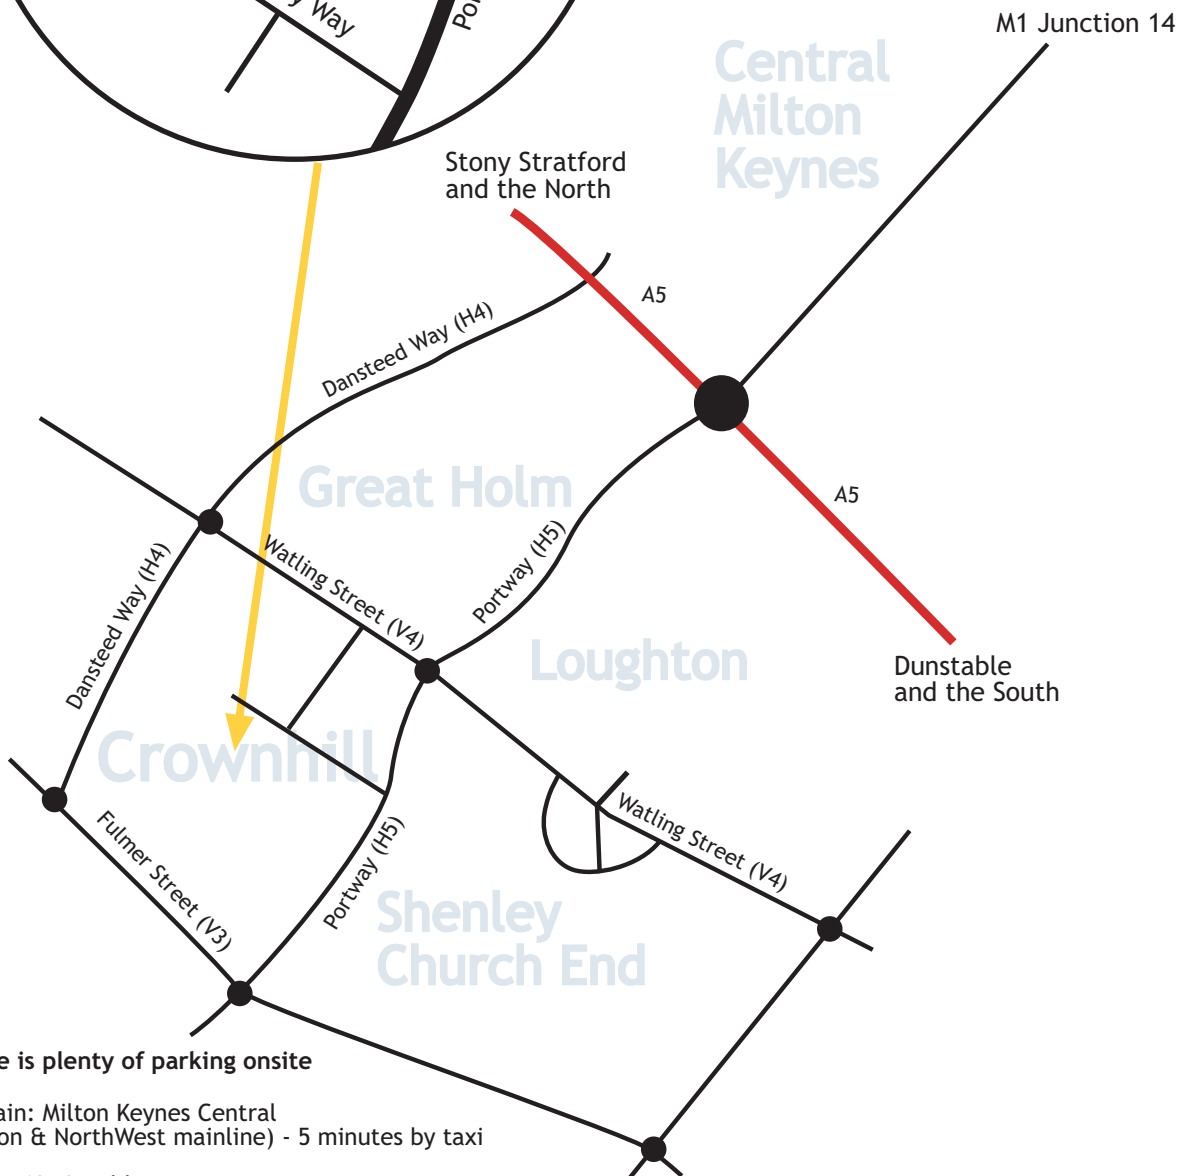 Way
M1 Junction 14
Central
Milton
Keynes
Stony Stratford
and the North
A5
Dansteed Way (H4)
Great Holm
A5
Portway (H5)
Watling Street (V4)
Dansteed Way (H4)
Loughton
Dunstable
and the South
Crownhill
Watling Street (V4)
Fulmer Street (V3)
Portway (H5)
Shenley
Church End
is plenty of parking onsite
Milton Keynes Central
& NorthWest mainline) - 5 minutes by taxi